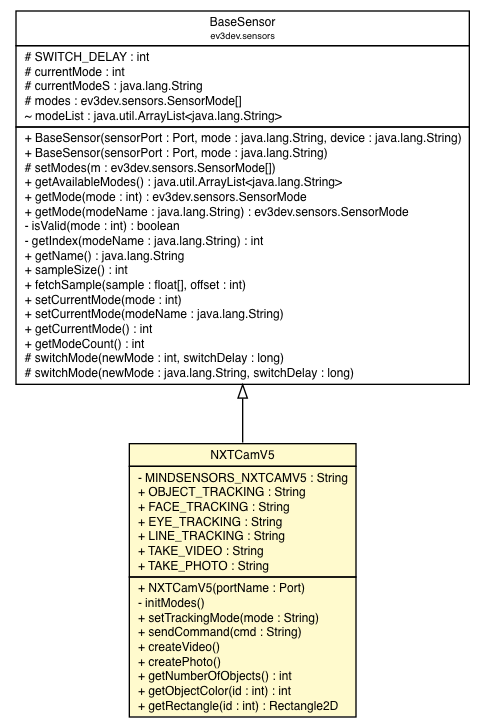 BaseSensor
ev3dev.sensors
# SWITCH_DELAY : int
# currentMode : int
# currentModeS : java.lang.String
# modes : ev3dev.sensors.SensorMode[]
~ modeList : java.util.ArrayList<java.lang.String>
+ BaseSensor(sensorPort : Port, mode : java.lang.String, device : java.lang.String)
+ BaseSensor(sensorPort : Port, mode : java.lang.String)
# setModes(m : ev3dev.sensors.SensorMode[])
+ getAvailableModes() : java.util.ArrayList<java.lang.String>
+ getMode(mode : int) : ev3dev.sensors.SensorMode
+ getMode(modeName : java.lang.String) : ev3dev.sensors.SensorMode
- isValid(mode : int) : boolean
- getIndex(modeName : java.lang.String) : int
+ getName() : java.lang.String
+ sampleSize() : int
+ fetchSample(sample : float[], offset : int)
+ setCurrentMode(mode : int)
+ setCurrentMode(modeName : java.lang.String)
+ getCurrentMode() : int
+ getModeCount() : int
# switchMode(newMode : int, switchDelay : long)
# switchMode(newMode : java.lang.String, switchDelay : long)
NXTCamV5
- MINDSENSORS_NXTCAMV5 : String
+ OBJECT_TRACKING : String
+ FACE_TRACKING : String
+ EYE_TRACKING : String
+ LINE_TRACKING : String
+ TAKE_VIDEO : String
+ TAKE_PHOTO : String
+ NXTCamV5(portName : Port)
- initModes()
+ setTrackingMode(mode : String)
+ sendCommand(cmd : String)
+ createVideo()
+ createPhoto()
+ getNumberOfObjects() : int
+ getObjectColor(id : int) : int
+ getRectangle(id : int) : Rectangle2D